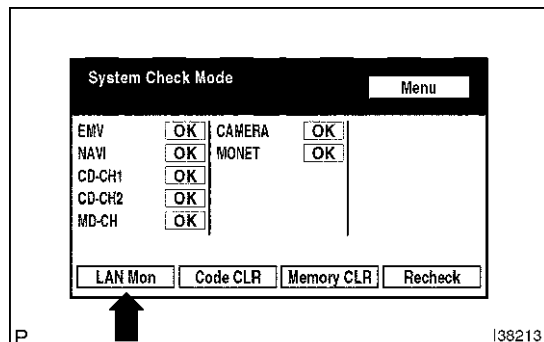 System Check Mode
Menu
EMV OK CAMERA OK
NAVI OK MONET OK
CD-CH1 OK
CD-CH2 OK
MD-CH OK
LAN Mon Code CLR Memory CLR Recheck
P I38213